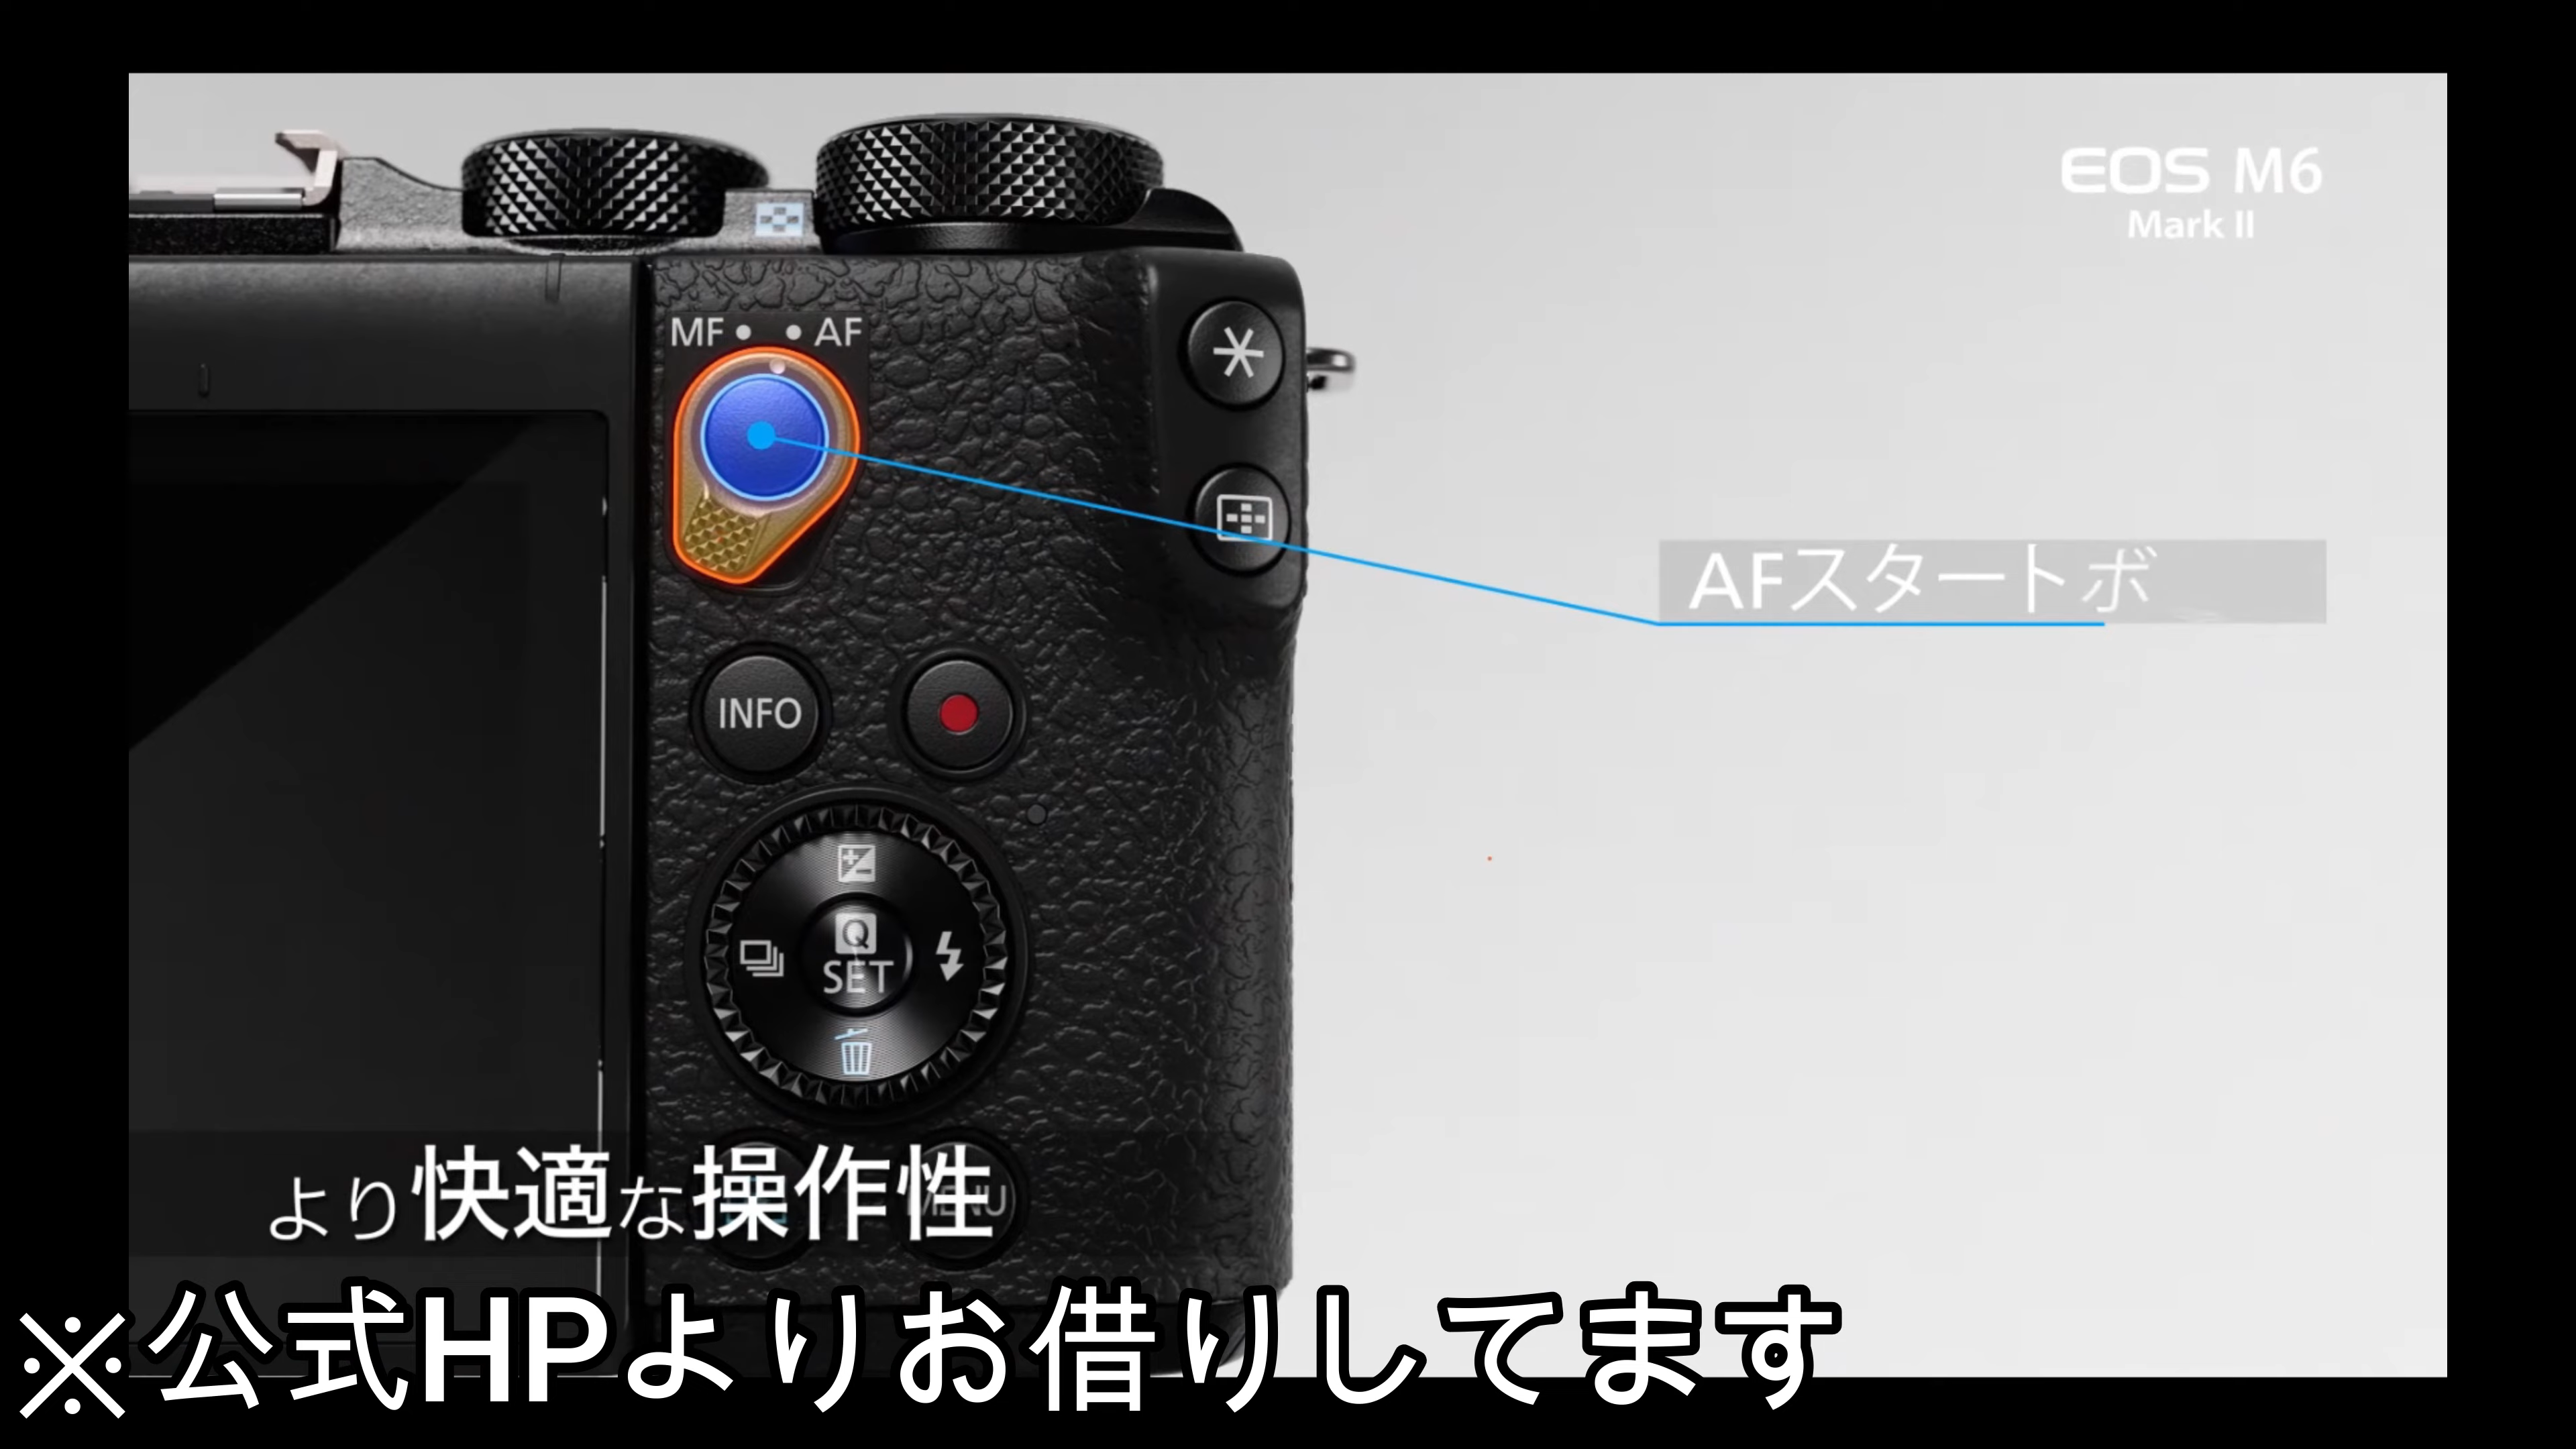 EOS M6
Mark II
MF AF
AFスタートボ
INFO
Q
SET
MENU
より快適な操作性
※公式HPよりお借りしてます